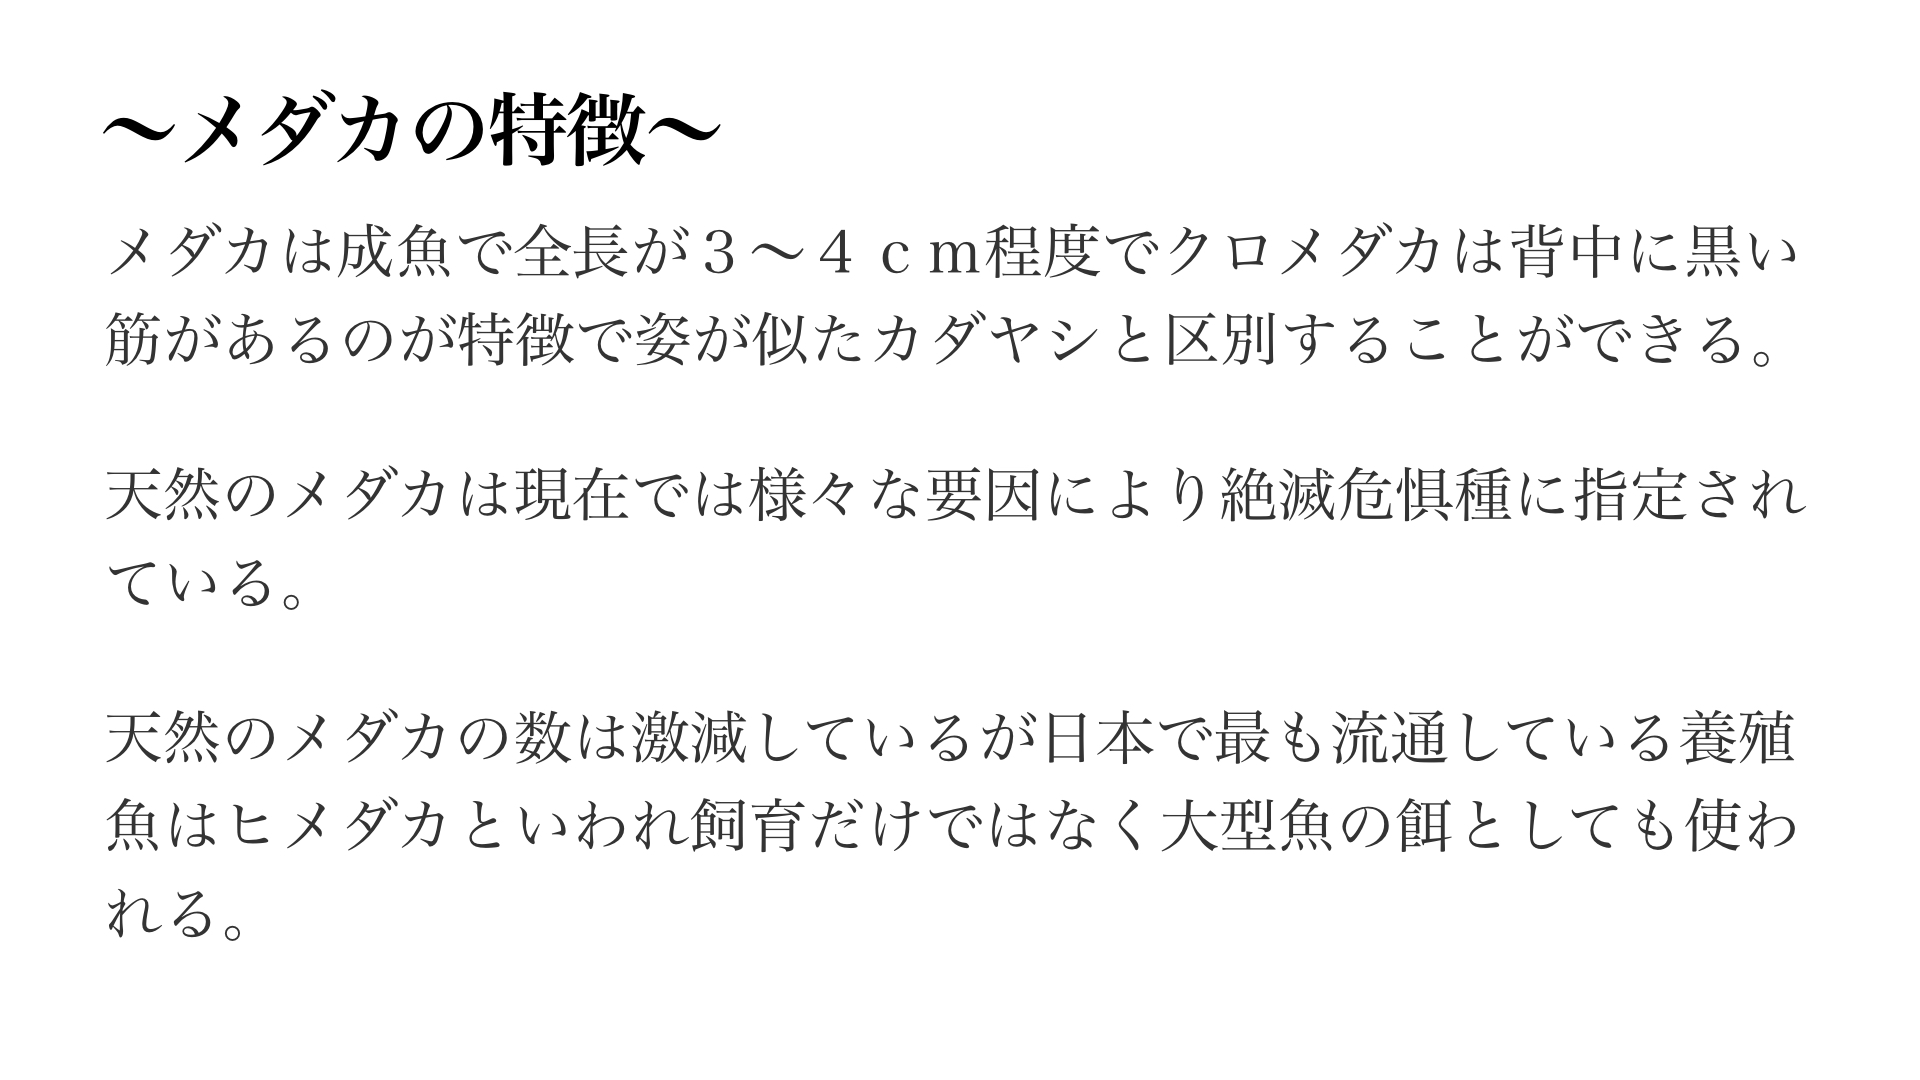 ～メダカの特徴～
メダカは成魚で全長が３～４ｃｍ程度でクロメダカは背中に黒い
筋があるのが特徴で姿が似たカダヤシと区別することができる。
天然のメダカは現在では様々な要因により絶滅危惧種に指定され
ている。
天然のメダカの数は激減しているが日本で最も流通している養殖
魚はヒメダカといわれ飼育だけではなく大型魚の餌としても使わ
れる。